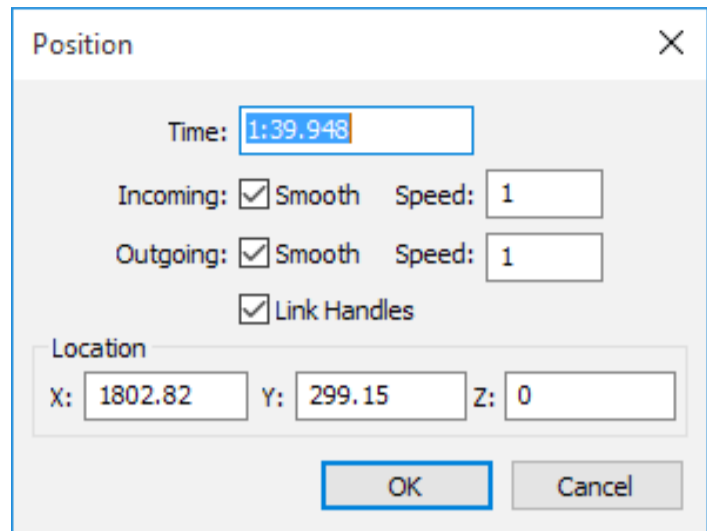 Position
Time: 1:39.948
Incoming: Smooth Speed: 1
Outgoing: Smooth Speed: 1
Link Handles
Location
X: 1802.82 Y: 299.15 Z: 0
OK Cancel